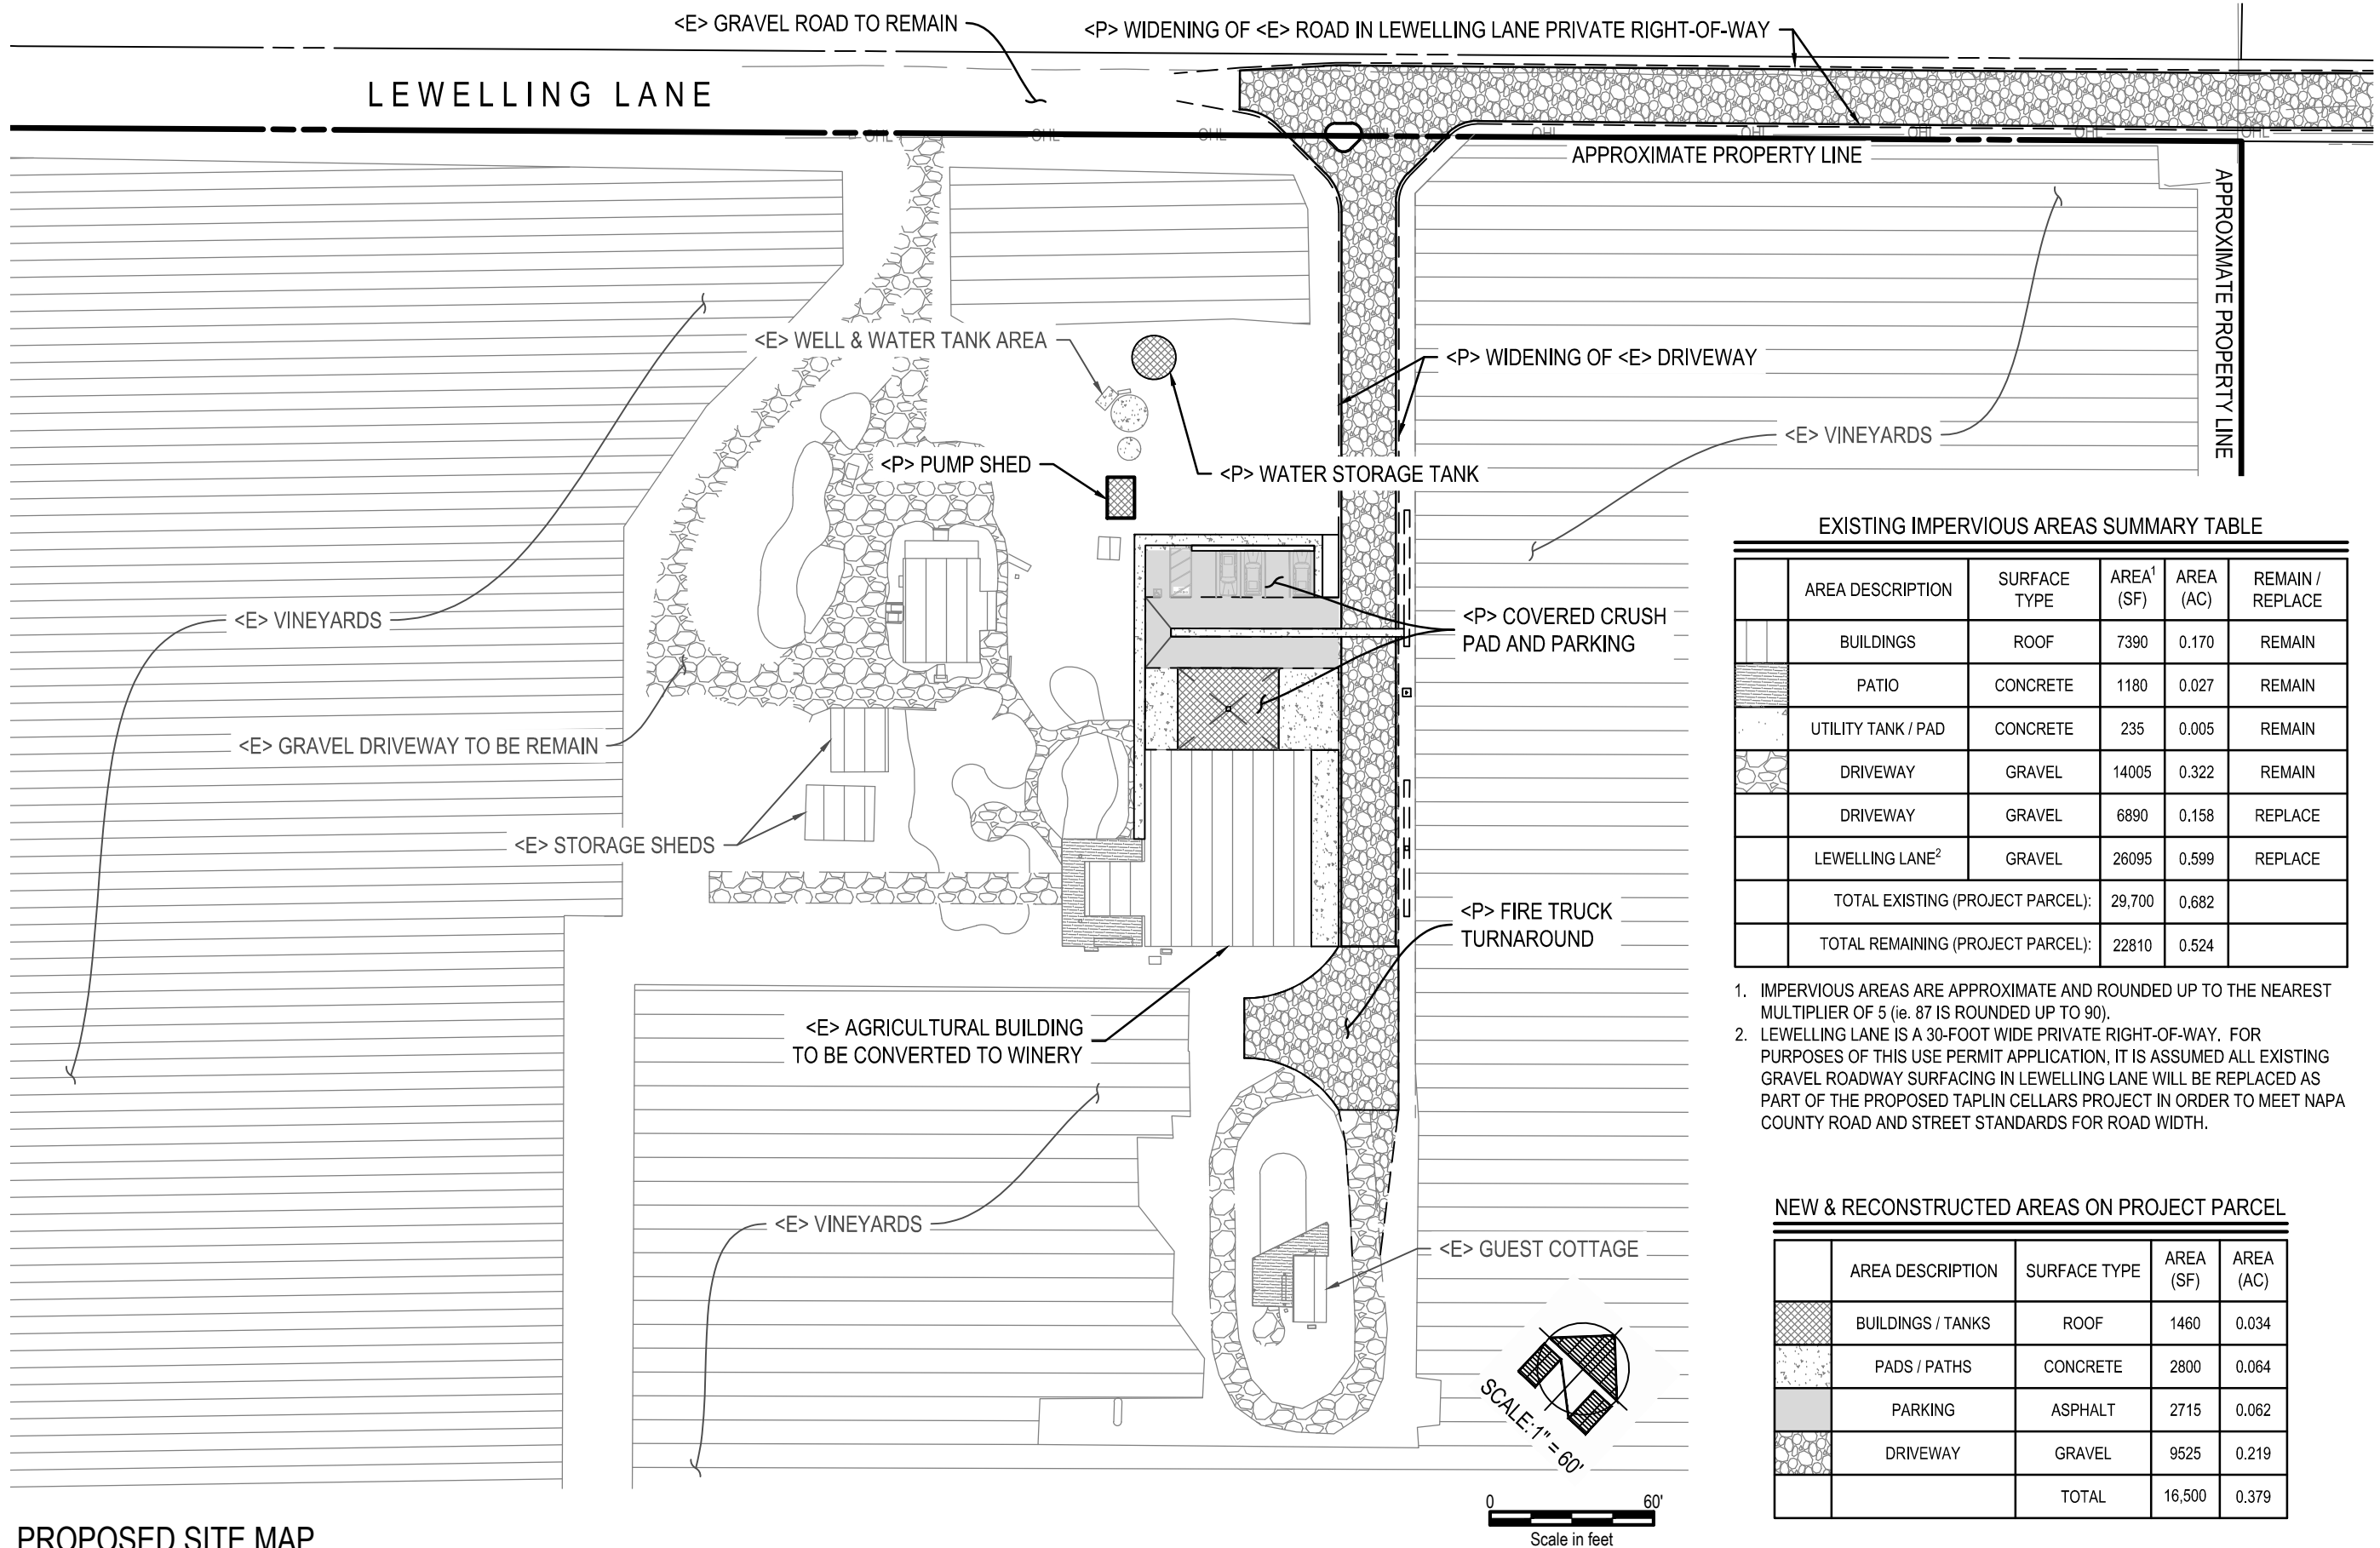 <E> GRAVEL ROAD TO REMAIN
<P> WIDENING OF <E> ROAD IN LEWELLING LANE PRIVATE RIGHT-OF-WAY
LEWELLING LANE
OHL
OHL
OHL
OHL
OHL
OHL
OHL
OHL
APPROXIMATE PROPERTY LINE
APPROXIMATE PROPERTY LINE
<E> WELL & WATER TANK AREA
<P> WIDENING OF <E> DRIVEWAY
<E> VINEYARDS
<P> PUMP SHED
<P> WATER STORAGE TANK
<E> VINEYARDS
<P> COVERED CRUSH
PAD AND PARKING
<E> GRAVEL DRIVEWAY TO BE REMAIN
<E> STORAGE SHEDS
<P> FIRE TRUCK
TURNAROUND
<E> AGRICULTURAL BUILDING
TO BE CONVERTED TO WINERY
<E> VINEYARDS
<E> GUEST COTTAGE
SCALE: 1" = 60'
0 60'
Scale in feet
PROPOSED SITE MAP
EXISTING IMPERVIOUS AREAS SUMMARY TABLE
AREA DESCRIPTION SURFACE TYPE AREA¹ (SF) AREA (AC) REMAIN / REPLACE
BUILDINGS ROOF 7390 0.170 REMAIN
PATIO CONCRETE 1180 0.027 REMAIN
UTILITY TANK / PAD CONCRETE 235 0.005 REMAIN
DRIVEWAY GRAVEL 14005 0.322 REMAIN
DRIVEWAY GRAVEL 6890 0.158 REPLACE
LEWELLING LANE² GRAVEL 26095 0.599 REPLACE
TOTAL EXISTING (PROJECT PARCEL): 29,700 0.682
TOTAL REMAINING (PROJECT PARCEL): 22810 0.524
1. IMPERVIOUS AREAS ARE APPROXIMATE AND ROUNDED UP TO THE NEAREST
MULTIPLIER OF 5 (ie. 87 IS ROUNDED UP TO 90).
2. LEWELLING LANE IS A 30-FOOT WIDE PRIVATE RIGHT-OF-WAY. FOR
PURPOSES OF THIS USE PERMIT APPLICATION, IT IS ASSUMED ALL EXISTING
GRAVEL ROADWAY SURFACING IN LEWELLING LANE WILL BE REPLACED AS
PART OF THE PROPOSED TAPLIN CELLARS PROJECT IN ORDER TO MEET NAPA
COUNTY ROAD AND STREET STANDARDS FOR ROAD WIDTH.
NEW & RECONSTRUCTED AREAS ON PROJECT PARCEL
AREA DESCRIPTION SURFACE TYPE AREA (SF) AREA (AC)
BUILDINGS / TANKS ROOF 1460 0.034
PADS / PATHS CONCRETE 2800 0.064
PARKING ASPHALT 2715 0.062
DRIVEWAY GRAVEL 9525 0.219
TOTAL 16,500 0.379